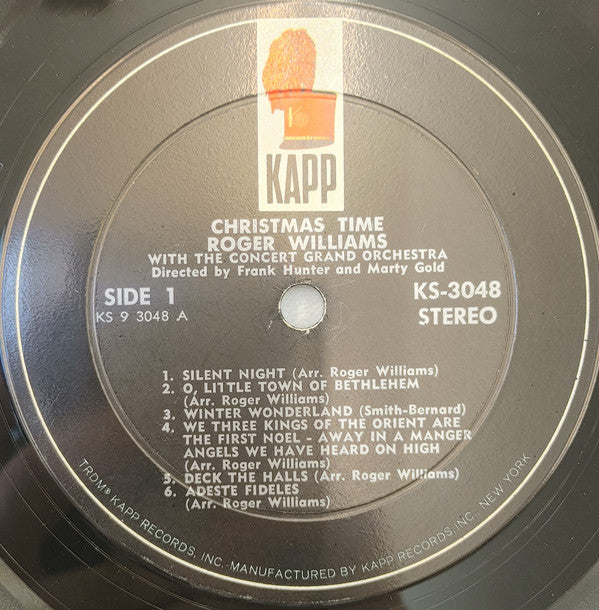 K
KAPP
CHRISTMAS TIME
ROGER WILLIAMS
WITH THE CONCERT GRAND ORCHESTRA
Directed by Frank Hunter and Marty Gold
SIDE 1
KS 9 3048 A
KS-3048
STEREO
1. SILENT NIGHT (Arr. Roger Williams)
2. O, LITTLE TOWN OF BETHLEHEM
(Arr. Roger Williams)
3. WINTER WONDERLAND (Smith-Bernard)
4. WE THREE KINGS OF THE ORIENT ARE
THE FIRST NOEL - AWAY IN A MANGER
ANGELS WE HAVE HEARD ON HIGH
(Arr. Roger Williams)
5. DECK THE HALLS (Arr. Roger Williams)
6. ADESTE FIDELES
(Arr. Roger Williams)
TRDM® KAPP RECORDS, INC.-MANUFACTURED BY KAPP RECORDS INC. NEW YORK